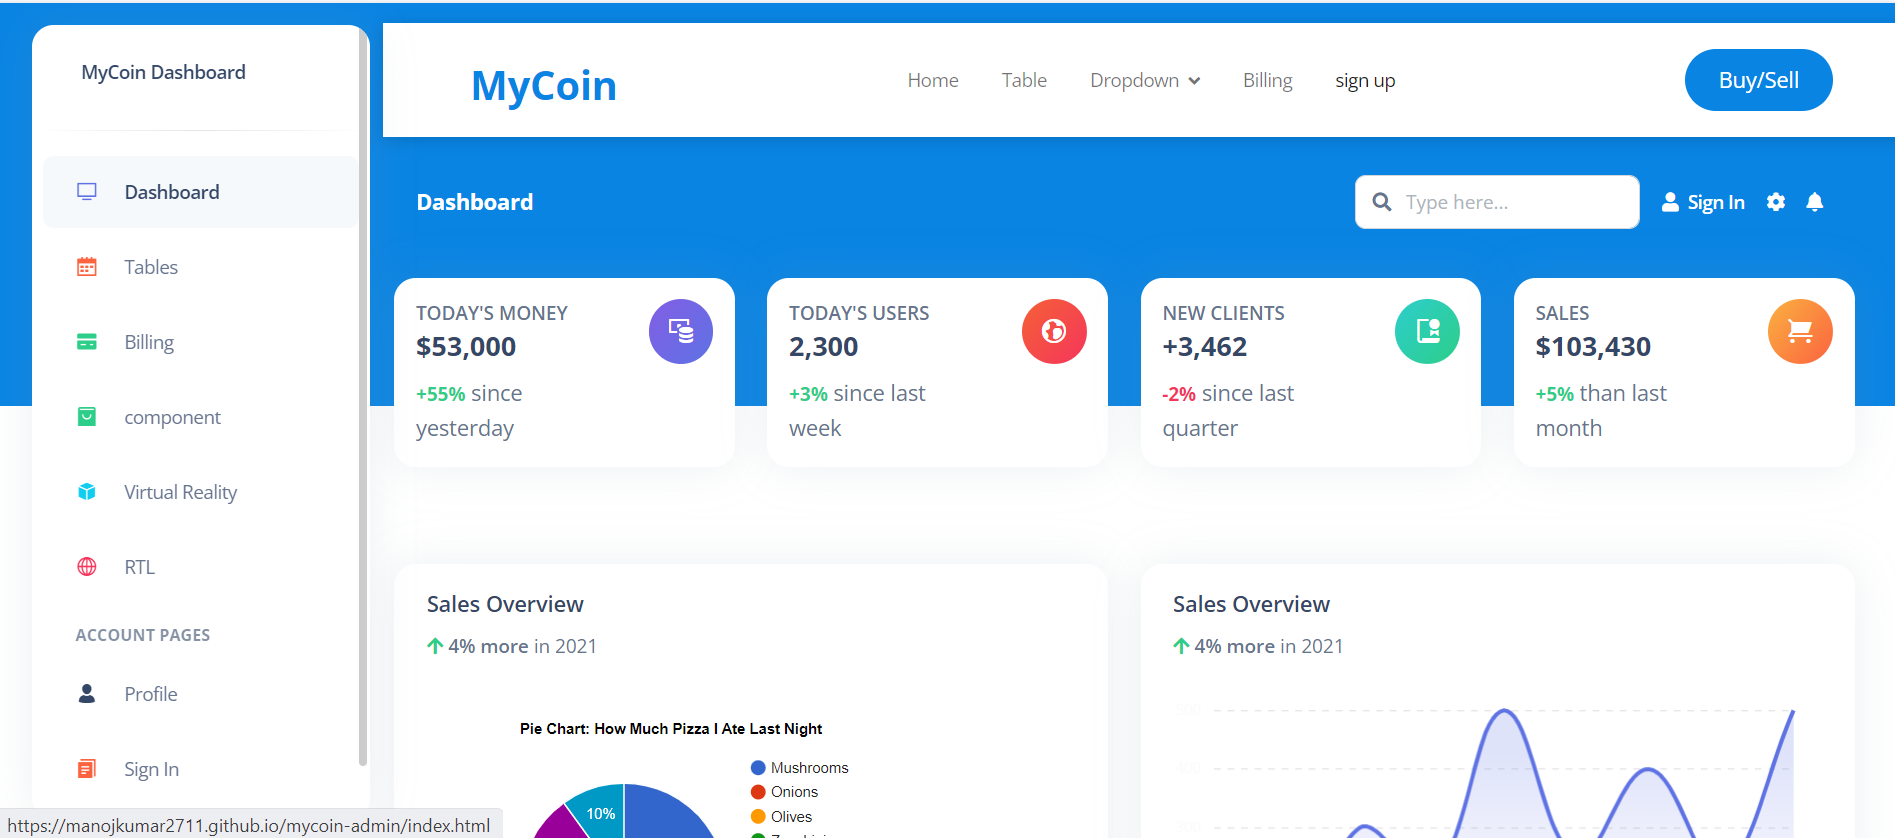 MyCoin Dashboard
Dashboard
Tables
Billing
component
Virtual Reality
RTL
ACCOUNT PAGES
Profile
Sign In
MyCoin
Home
Table
Dropdown
Billing
sign up
Buy/Sell
Dashboard
Type here...
Sign In
TODAY'S MONEY
$53,000
+55% since
yesterday
TODAY'S USERS
2,300
+3% since last
week
NEW CLIENTS
+3,462
-2% since last
quarter
SALES
$103,430
+5% than last
month
Sales Overview
4% more in 2021
Pie Chart: How Much Pizza I Ate Last Night
Mushrooms
Onions
Olives
10%
Sales Overview
4% more in 2021
500
400
300
https://manojkumar2711.github.io/mycoin-admin/index.html